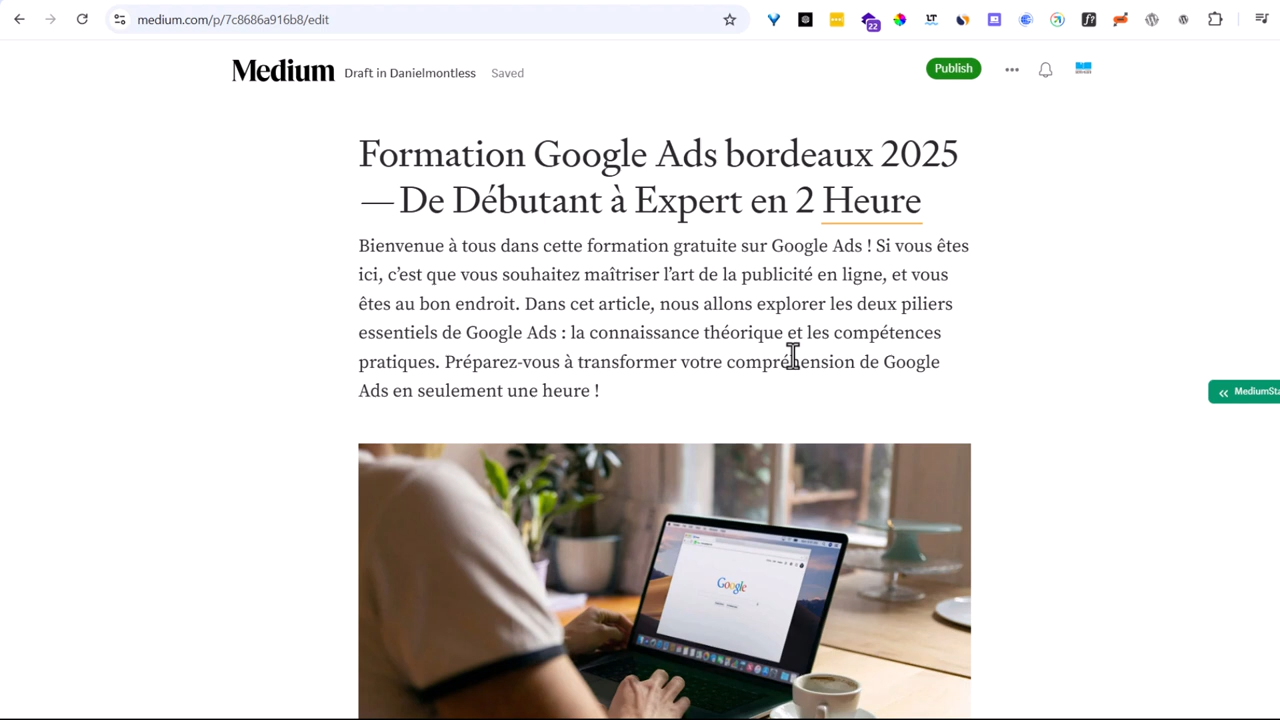 medium.com/p/7c8686a916b8/edit
22
LT
f?
Medium
Draft in Danielmontless
Saved
Publish
Formation Google Ads bordeaux 2025
— De Débutant à Expert en 2 Heure
Bienvenue à tous dans cette formation gratuite sur Google Ads ! Si vous êtes
ici, c’est que vous souhaitez maîtriser l’art de la publicité en ligne, et vous
êtes au bon endroit. Dans cet article, nous allons explorer les deux piliers
essentiels de Google Ads : la connaissance théorique et les compétences
pratiques. Préparez-vous à transformer votre compréhension de Google
Ads en seulement une heure !
MediumSta
Google